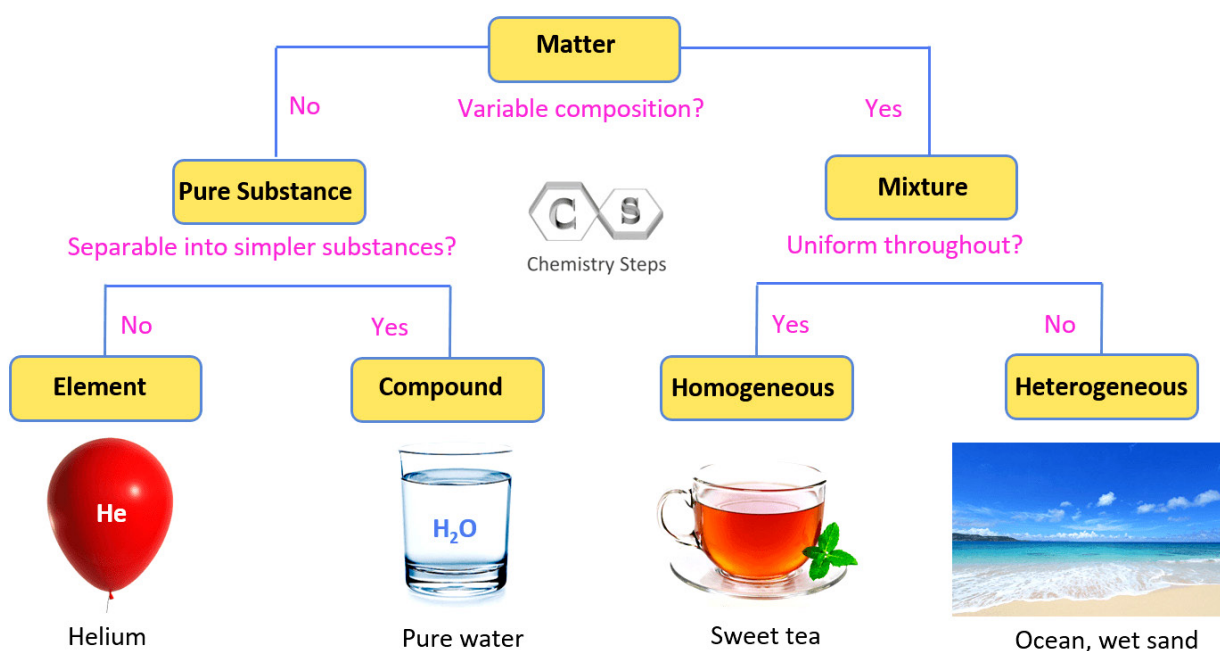 Matter
No
Variable composition?
Yes
Pure Substance
Mixture
C S
Chemistry Steps
Separable into simpler substances?
Uniform throughout?
No
Yes
Yes
No
Element
Compound
Homogeneous
Heterogeneous
He
H₂O
Helium
Pure water
Sweet tea
Ocean, wet sand